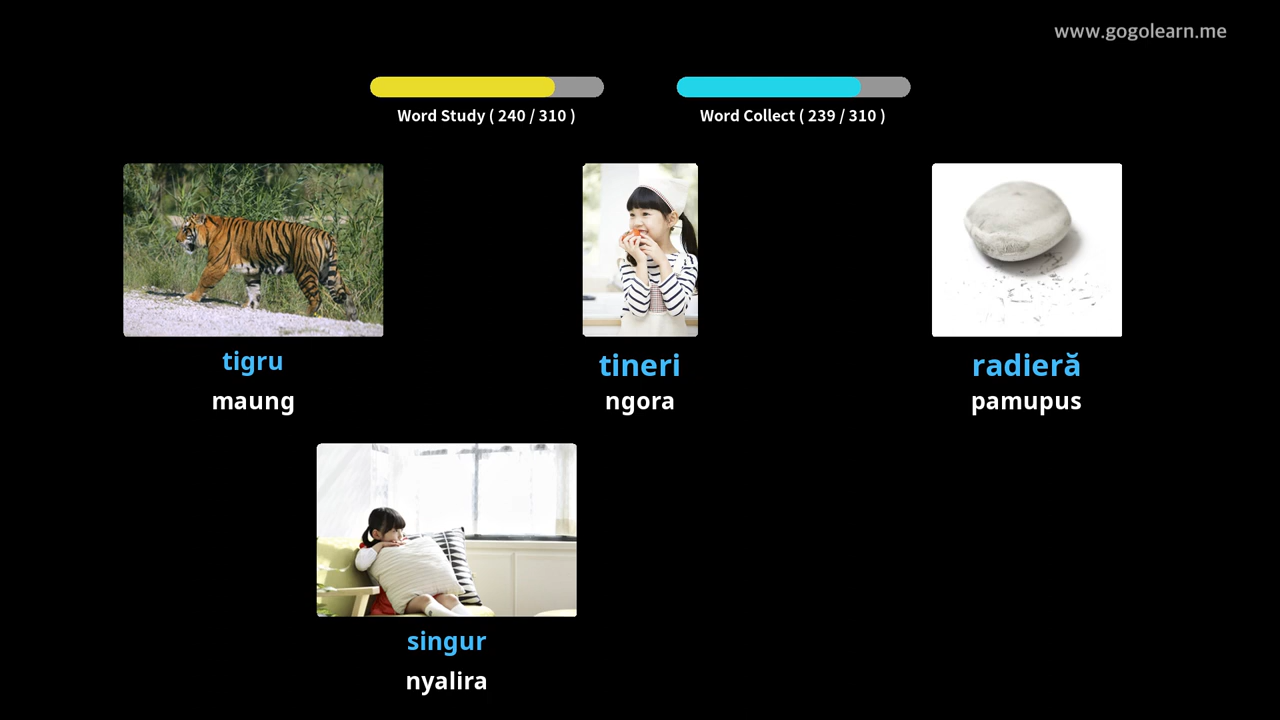 www.gogolearn.me
Word Study ( 240 / 310 )
Word Collect ( 239 / 310 )
tigru
maung
tineri
ngora
radieră
pamupus
singur
nyalira